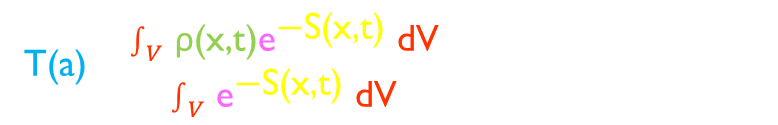 T(a)
∫V ρ(x,t)e−S(x,t) dV
∫V e−S(x,t) dV